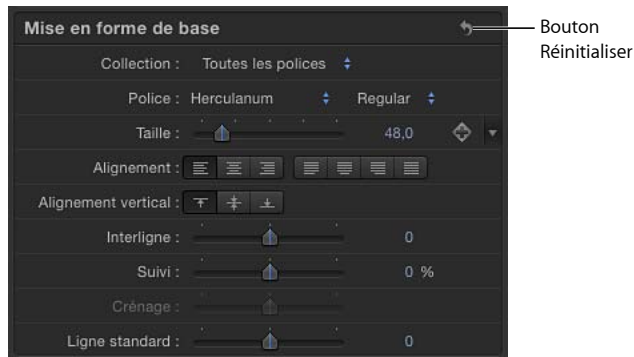 Mise en forme de base
Bouton
Réinitialiser
Collection : Toutes les polices
Police : Herculanum Regular
Taille : 48,0
Alignement :
Alignement vertical :
Interligne : 0
Suivi : 0 %
Crénage :
Ligne standard : 0